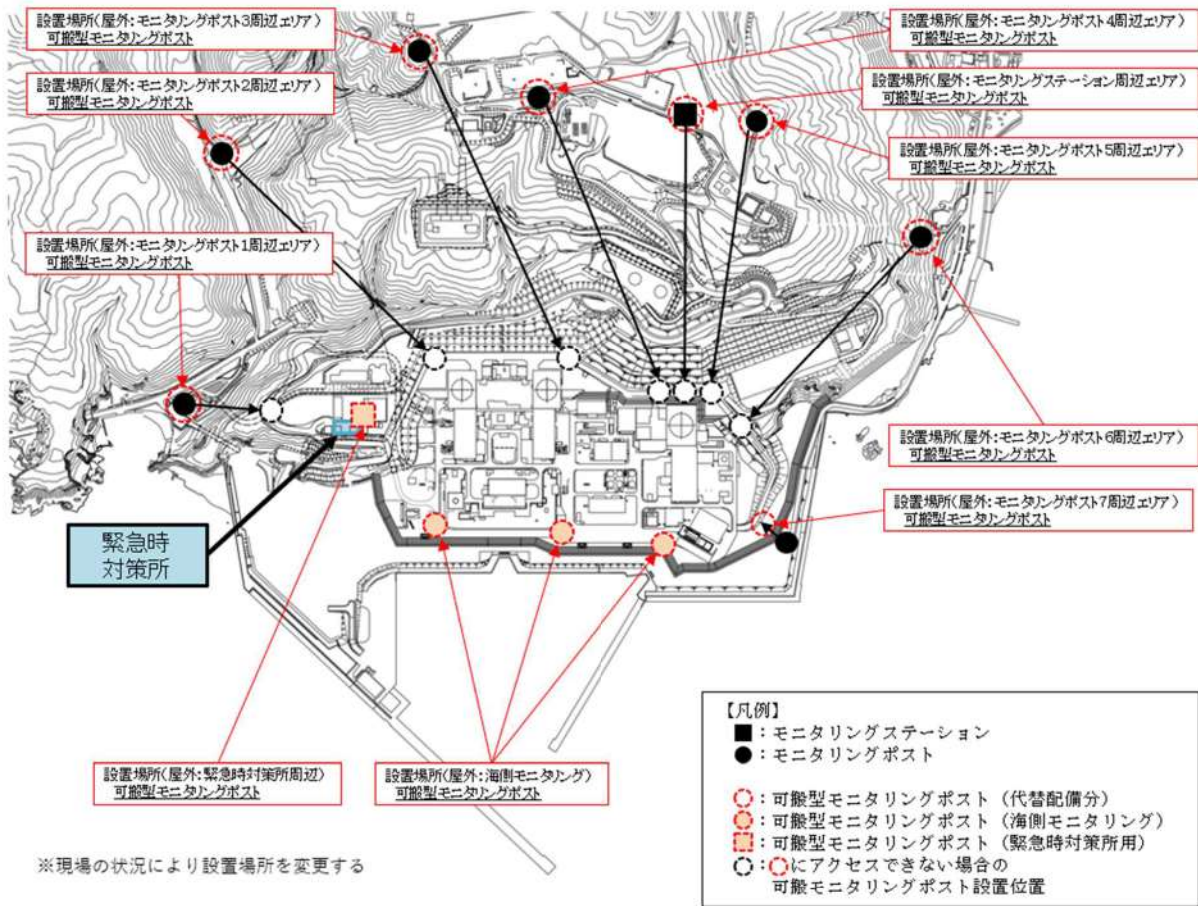 設置場所(屋外:モニタリングポスト3周辺エリア)
可搬型モニタリングポスト
設置場所(屋外:モニタリングポスト2周辺エリア)
可搬型モニタリングポスト
設置場所(屋外:モニタリングポスト4周辺エリア)
可搬型モニタリングポスト
設置場所(屋外:モニタリングステーション周辺エリア)
可搬型モニタリングポスト
設置場所(屋外:モニタリングポスト5周辺エリア)
可搬型モニタリングポスト
設置場所(屋外:モニタリングポスト1周辺エリア)
可搬型モニタリングポスト
設置場所(屋外:モニタリングポスト6周辺エリア)
可搬型モニタリングポスト
設置場所(屋外:モニタリングポスト7周辺エリア)
可搬型モニタリングポスト
緊急時
対策所
設置場所(屋外:緊急時対策所周辺)
可搬型モニタリングポスト
設置場所(屋外:海側モニタリング)
可搬型モニタリングポスト
【凡例】
■:モニタリングステーション
●:モニタリングポスト
:可搬型モニタリングポスト(代替配備分)
:可搬型モニタリングポスト(海側モニタリング)
:可搬型モニタリングポスト(緊急時対策所用)
:◯にアクセスできない場合の
可搬モニタリングポスト設置位置
※現場の状況により設置場所を変更する